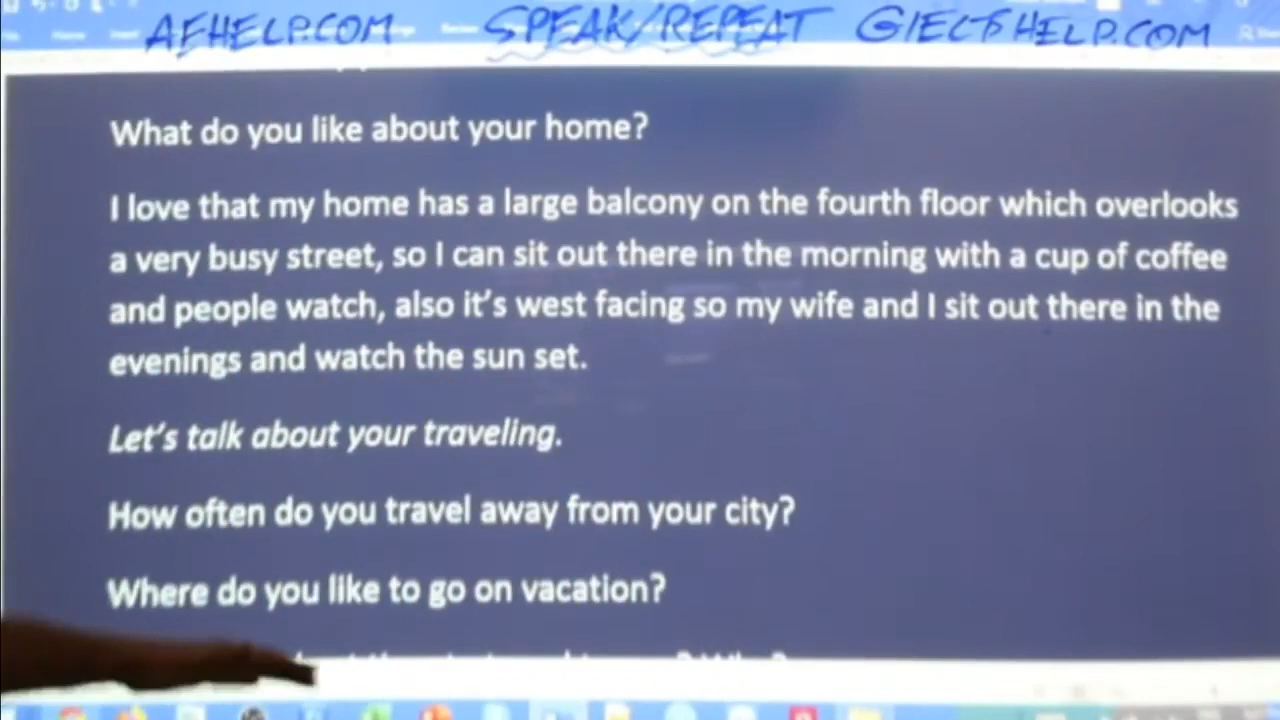 AEHELP.COM SPEAK/REPEAT GIELTSHELP.COM
What do you like about your home?
I love that my home has a large balcony on the fourth floor which overlooks
a very busy street, so I can sit out there in the morning with a cup of coffee
and people watch, also it's west facing so my wife and I sit out there in the
evenings and watch the sun set.
Let's talk about your traveling.
How often do you travel away from your city?
Where do you like to go on vacation?